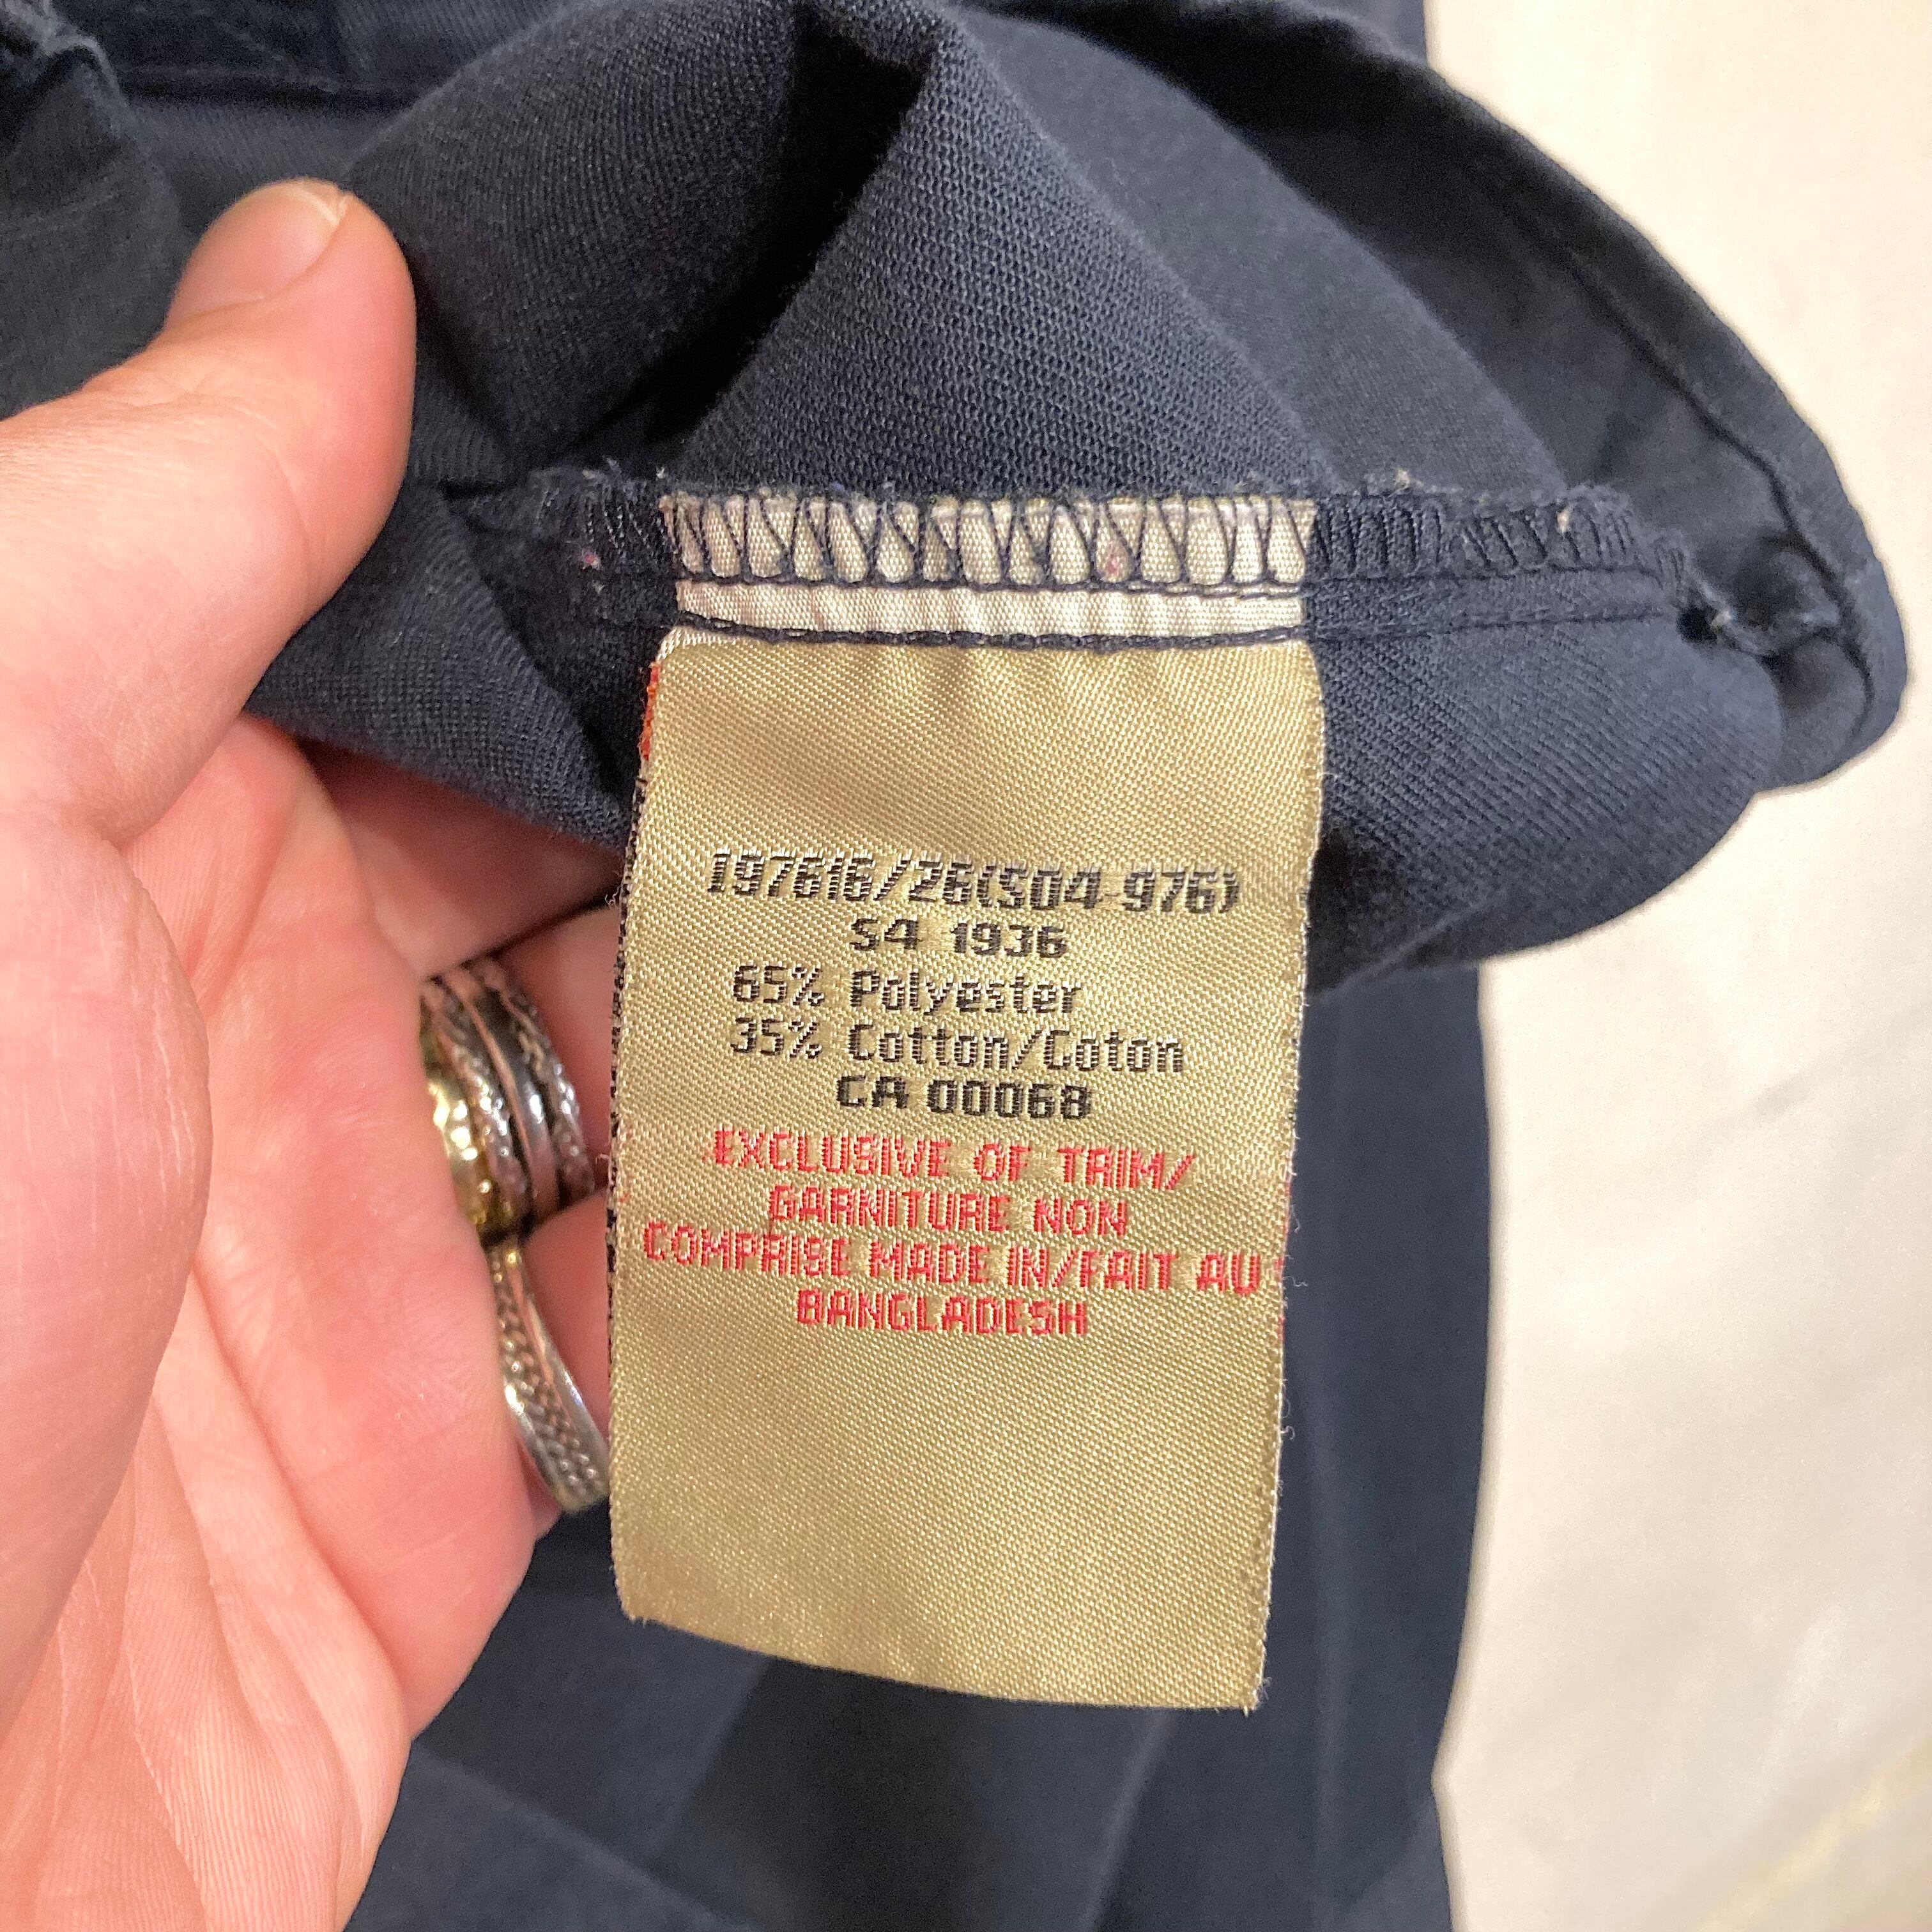 197616/26(S04-976)
S4 1936
65% Polyester
35% Cotton/Coton
CA 00068
EXCLUSIVE OF TRIM/
GARNITURE NON
COMPRISE MADE IN/FAIT AU
BANGLADESH